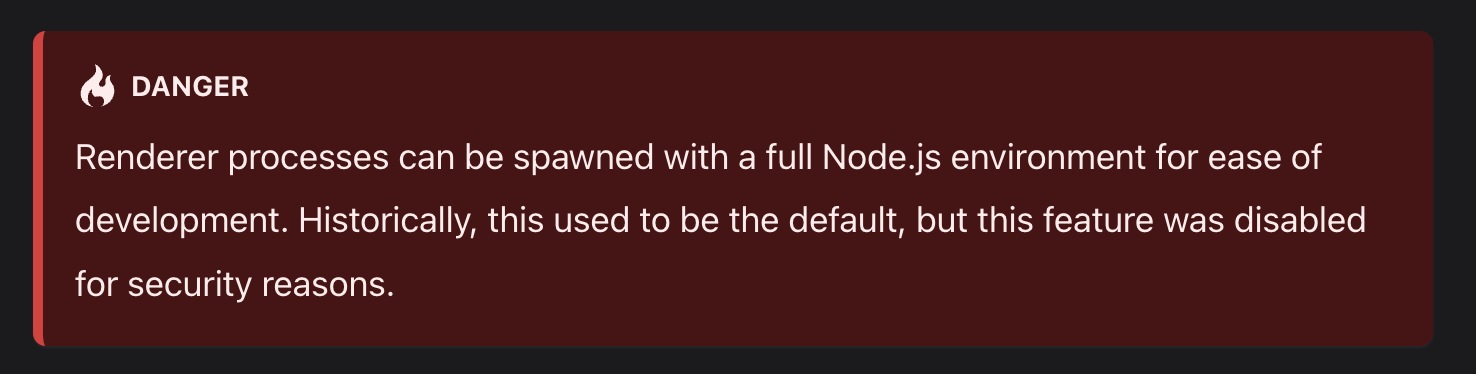 DANGER
Renderer processes can be spawned with a full Node.js environment for ease of
development. Historically, this used to be the default, but this feature was disabled
for security reasons.